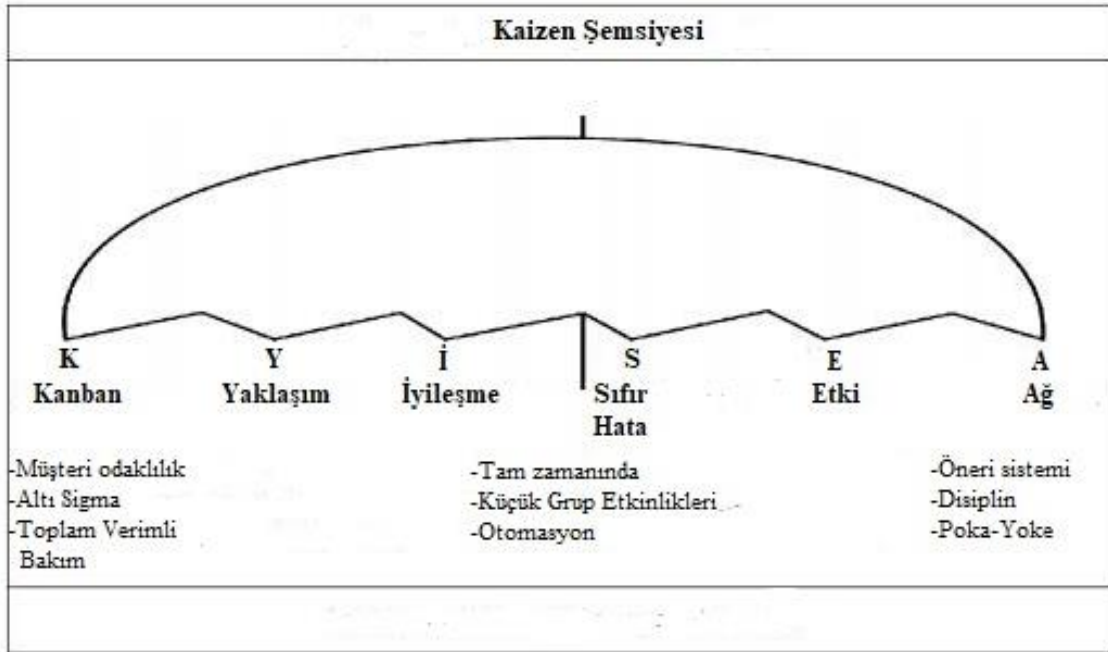 Kaizen Şemsiyesi
K Y İ S E A
Kanban Yaklaşım İyileşme Sıfır Etki Ağ
Hata
-Müşteri odaklılık -Tam zamanında -Öneri sistemi
-Altı Sigma -Küçük Grup Etkinlikleri -Disiplin
-Toplam Verimli -Otomasyon -Poka-Yoke
Bakım